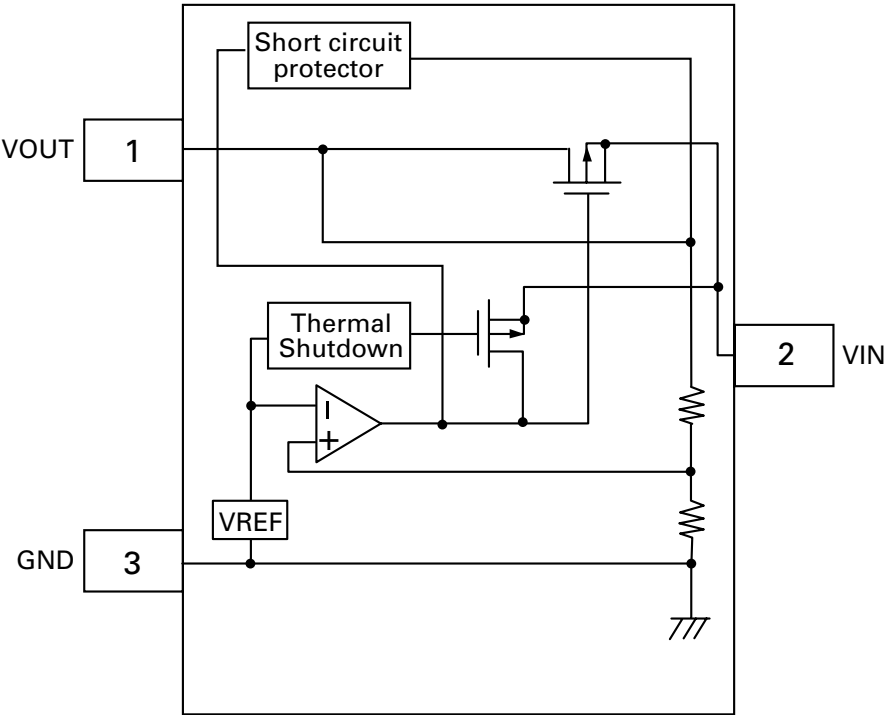 Short circuit
protector
VOUT
1
Thermal
Shutdown
2
VIN
VREF
GND
3